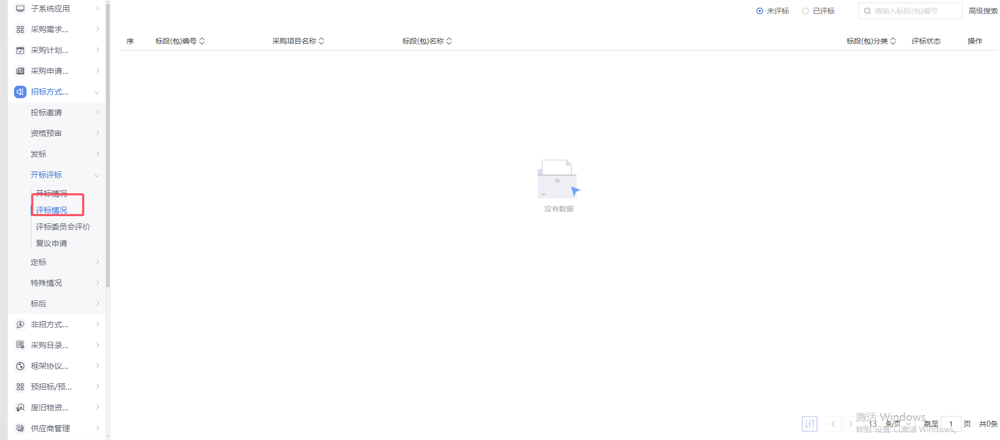 子系统应用
采购需求...
采购计划...
采购申请...
招标方式...
投标邀请
资格预审
发标
开标评标
开标情况
评标情况
评标委员会评价
复议申请
定标
特殊情况
标后
非招方式...
采购目录...
框架协议...
预招标/预...
废旧物资...
供应商管理
未评标 已评标 请输入标段(包)编号 高级搜索
序 标段(包)编号 采购项目名称 标段(包)名称 标段(包)分类 评标状态 操作
没有数据
13 条/页 跳至 1 页 共0条
激活 Windows
转到"设置"以激活 Windows。